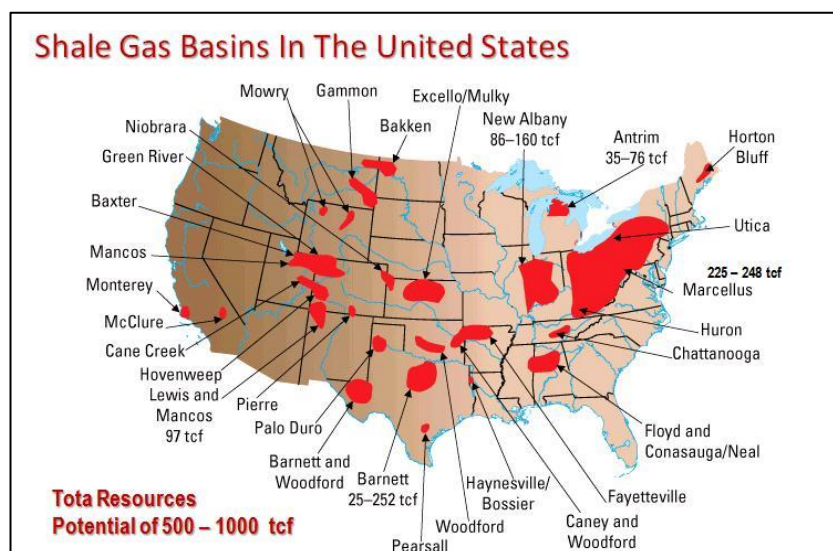 Shale Gas Basins In The United States
Mowry
Gammon
Excello/Mulky
New Albany
86–160 tcf
Antrim
35–76 tcf
Horton
Bluff
Niobrara
Bakken
Green River
Baxter
Utica
Mancos
225 – 248 tcf
Marcellus
Monterey
Huron
McClure
Chattanooga
Cane Creek
Hovenweep
Lewis and
Mancos
97 tcf
Pierre
Palo Duro
Barnett and
Woodford
Barnett
25–252 tcf
Pearsall
Woodford
Haynesville/
Bossier
Caney and
Woodford
Fayetteville
Floyd and
Conasauga/Neal
Tota Resources
Potential of 500 – 1000 tcf